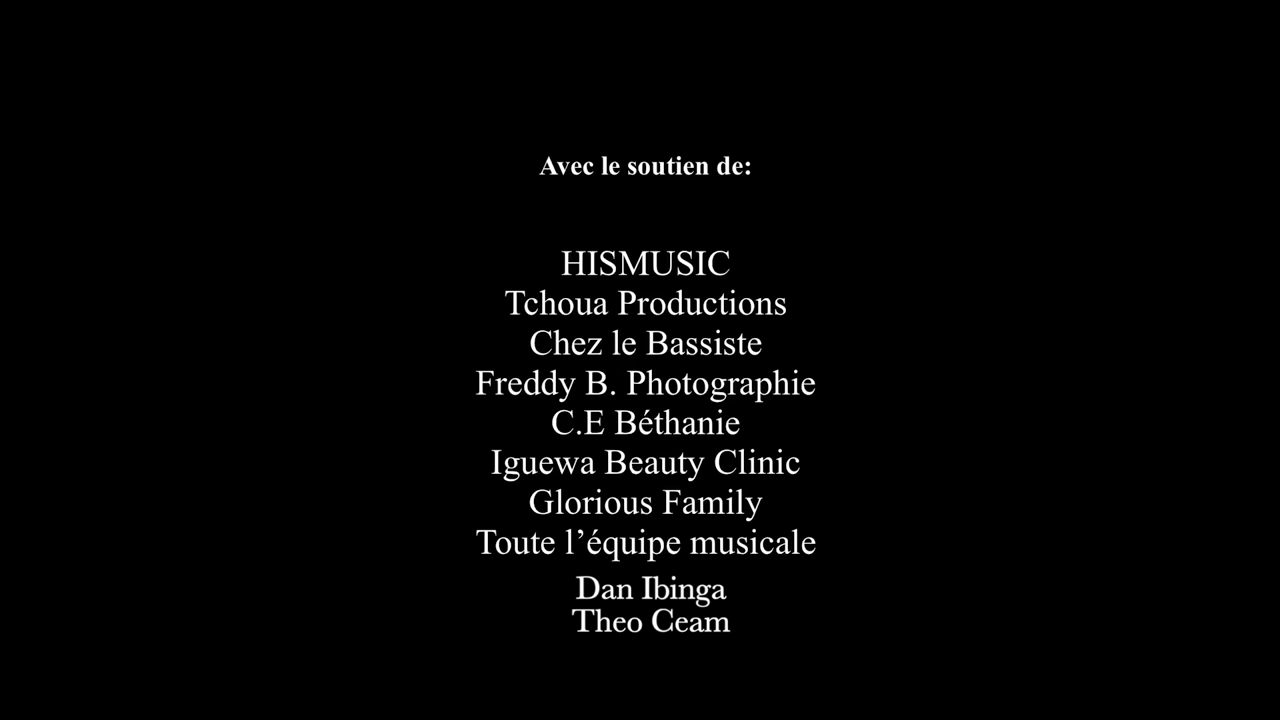 Avec le soutien de:
HISMUSIC
Tchoua Productions
Chez le Bassiste
Freddy B. Photographie
C.E Béthanie
Iguewa Beauty Clinic
Glorious Family
Toute l’équipe musicale
Dan Ibinga
Theo Ceam